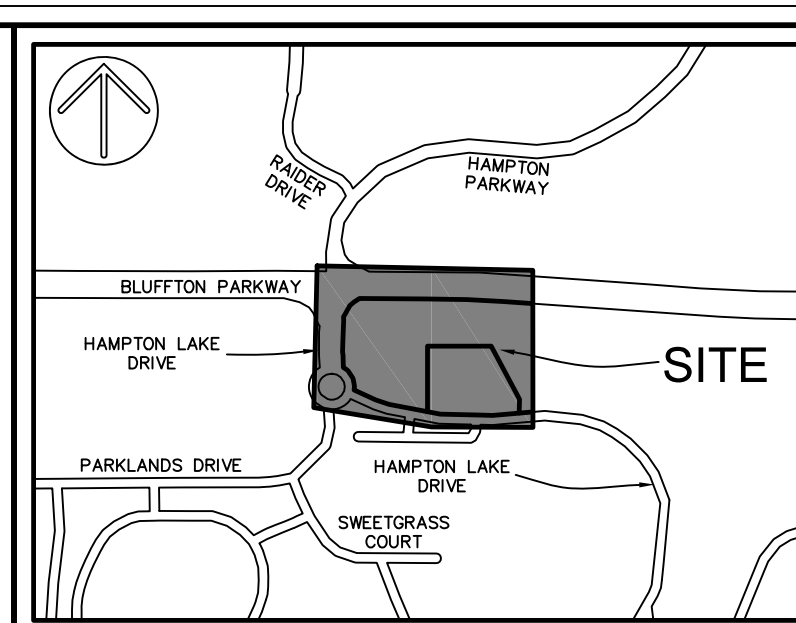 RAIDER
DRIVE
HAMPTON
PARKWAY
BLUFFTON PARKWAY
HAMPTON LAKE
DRIVE
SITE
PARKLANDS DRIVE
HAMPTON LAKE
DRIVE
SWEETGRASS
COURT